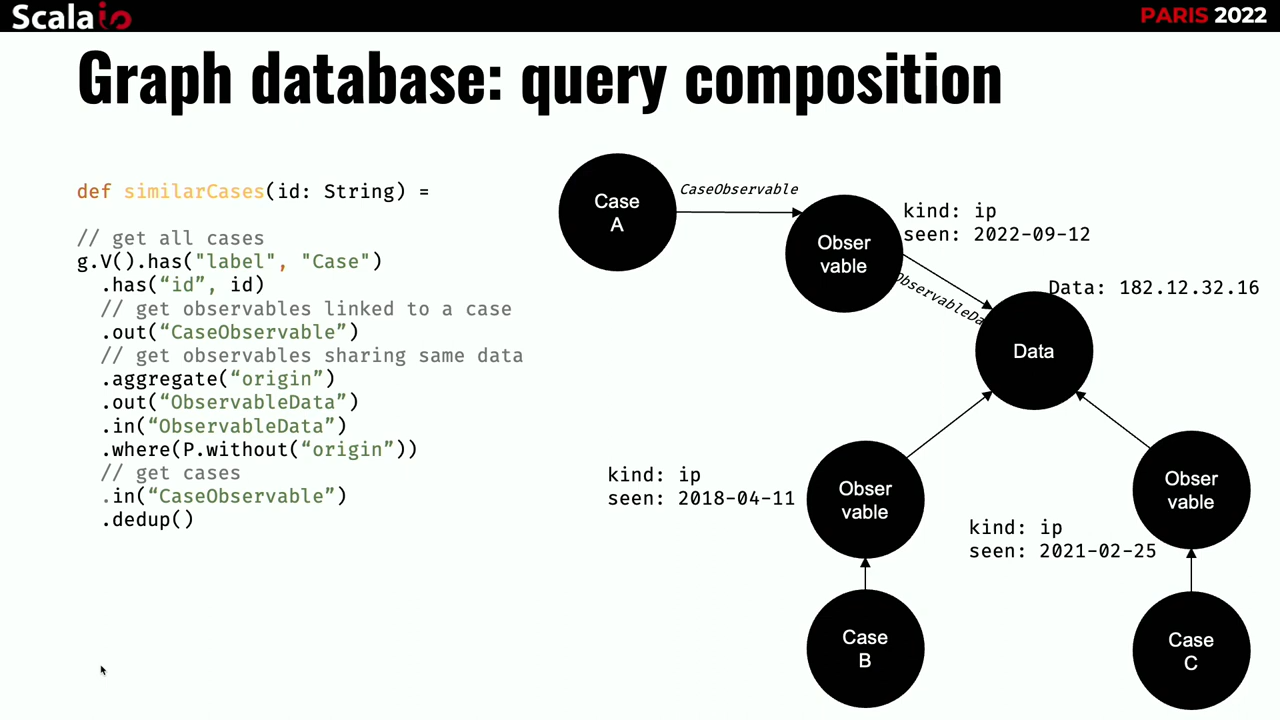 Scalaio
PARIS 2022
Graph database: query composition
def similarCases(id: String) =
// get all cases
g.V().has("label", "Case")
.has(“id”, id)
// get observables linked to a case
.out(“CaseObservable”)
// get observables sharing same data
.aggregate(“origin”)
.out(“ObservableData”)
.in(“ObservableData”)
.where(P.without(“origin”))
// get cases
.in(“CaseObservable”)
.dedup()
Case
A
CaseObservable
Obser
vable
kind: ip
seen: 2022-09-12
ObservableDa
Data: 182.12.32.16
Data
kind: ip
seen: 2018-04-11
Obser
vable
Obser
vable
kind: ip
seen: 2021-02-25
Case
B
Case
C